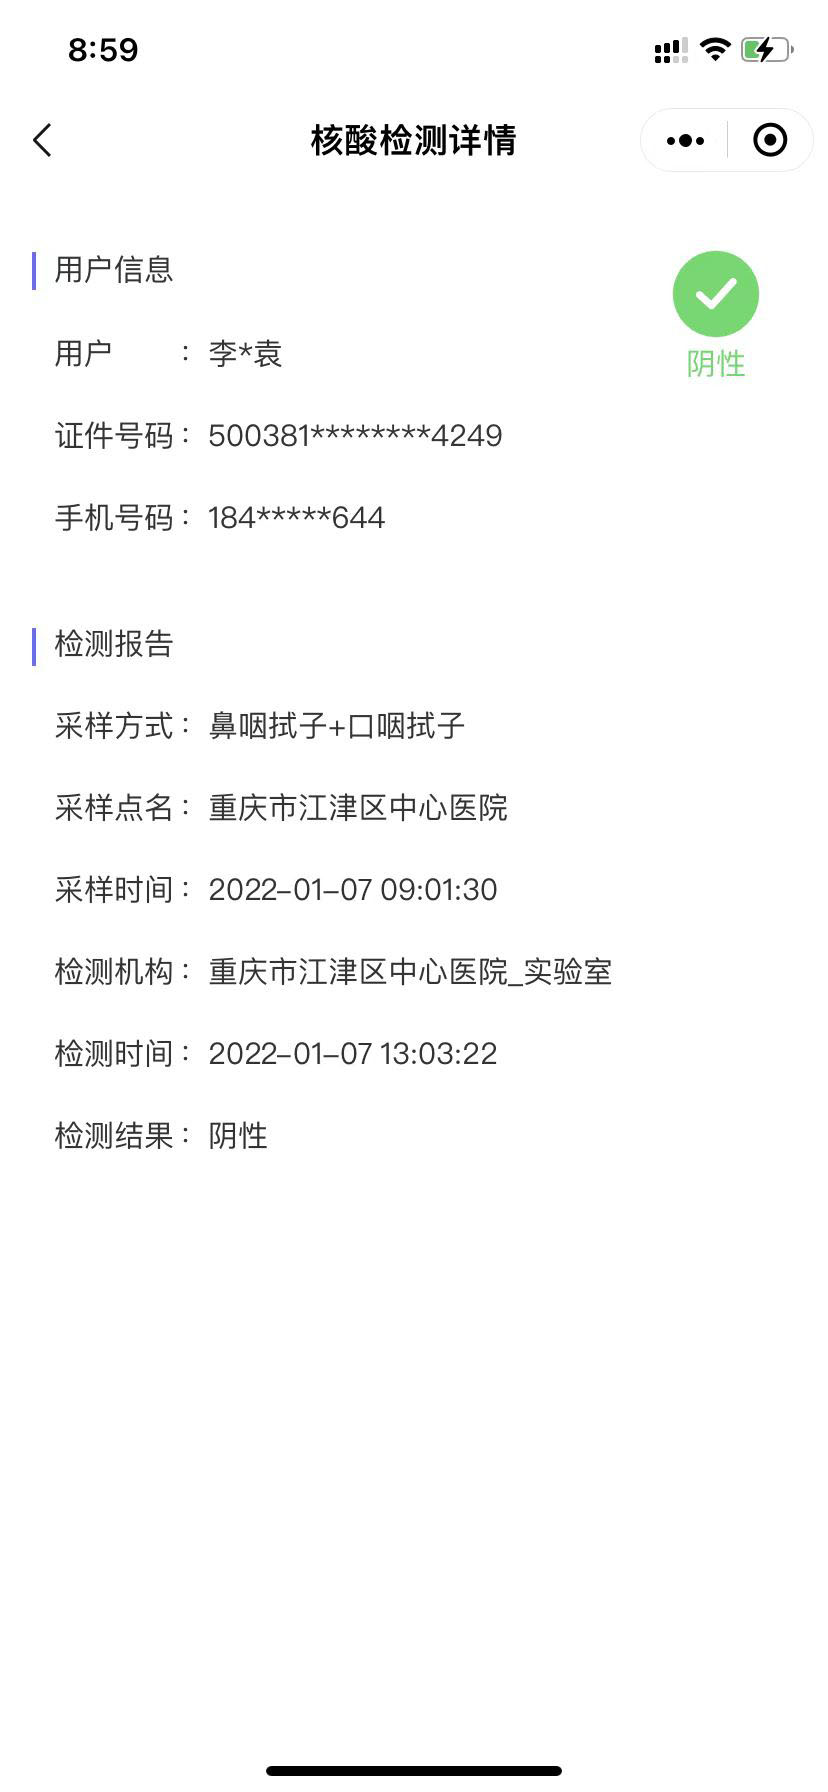 8:59
核酸检测详情
用户信息
用户 ： 李*袁
阴性
证件号码： 500381********4249
手机号码： 184*****644
检测报告
采样方式： 鼻咽拭子+口咽拭子
采样点名： 重庆市江津区中心医院
采样时间： 2022-01-07 09:01:30
检测机构： 重庆市江津区中心医院_实验室
检测时间： 2022-01-07 13:03:22
检测结果： 阴性